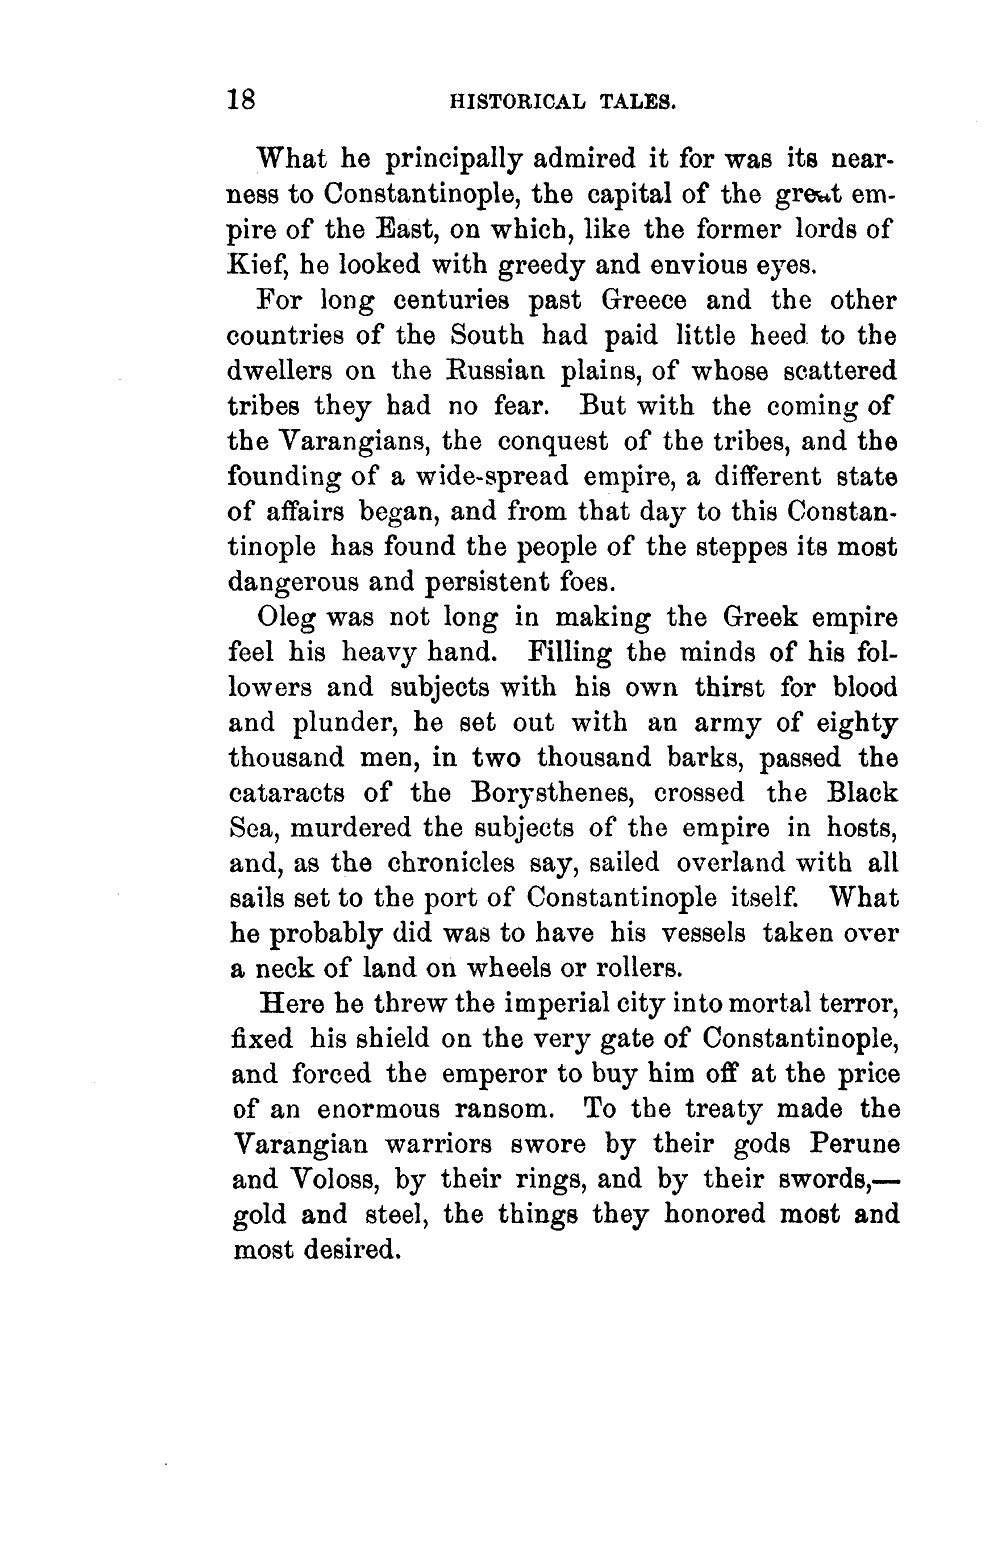 18 HISTORICAL TALES.
What he principally admired it for was its near-
ness to Constantinople, the capital of the great em-
pire of the East, on which, like the former lords of
Kief, he looked with greedy and envious eyes.
For long centuries past Greece and the other
countries of the South had paid little heed to the
dwellers on the Russian plains, of whose scattered
tribes they had no fear. But with the coming of
the Varangians, the conquest of the tribes, and the
founding of a wide-spread empire, a different state
of affairs began, and from that day to this Constan-
tinople has found the people of the steppes its most
dangerous and persistent foes.
Oleg was not long in making the Greek empire
feel his heavy hand. Filling the minds of his fol-
lowers and subjects with his own thirst for blood
and plunder, he set out with an army of eighty
thousand men, in two thousand barks, passed the
cataracts of the Borysthenes, crossed the Black
Sea, murdered the subjects of the empire in hosts,
and, as the chronicles say, sailed overland with all
sails set to the port of Constantinople itself. What
he probably did was to have his vessels taken over
a neck of land on wheels or rollers.
Here he threw the imperial city into mortal terror,
fixed his shield on the very gate of Constantinople,
and forced the emperor to buy him off at the price
of an enormous ransom. To the treaty made the
Varangian warriors swore by their gods Perune
and Voloss, by their rings, and by their swords,—
gold and steel, the things they honored most and
most desired.